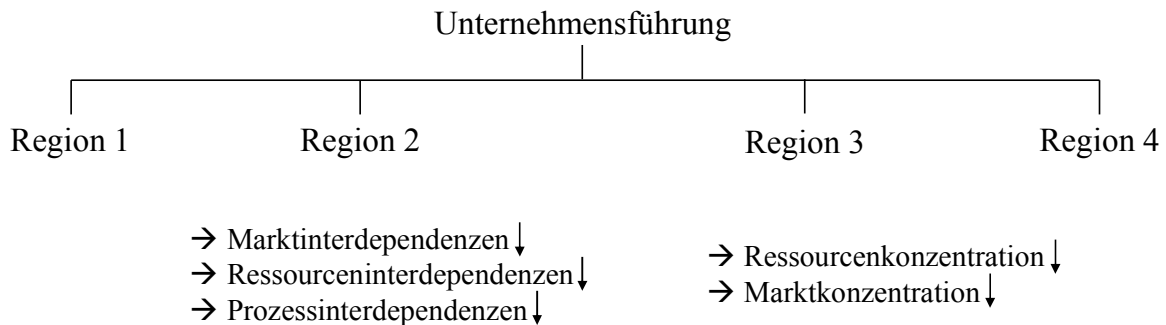 Unternehmensführung
Region 1 Region 2 Region 3 Region 4
→ Marktinterdependenzen↓
→ Ressourceninterdependenzen↓
→ Prozessinterdependenzen↓
→ Ressourcenkonzentration↓
→ Marktkonzentration↓